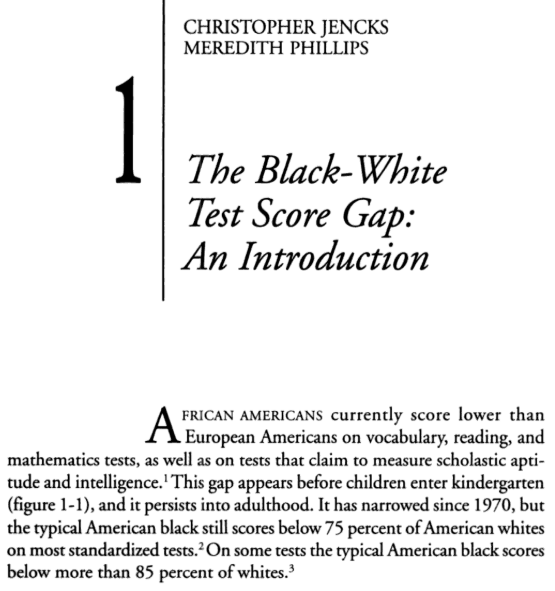 CHRISTOPHER JENCKS
MEREDITH PHILLIPS
1
The Black-White
Test Score Gap:
An Introduction
AFRICAN AMERICANS currently score lower than
European Americans on vocabulary, reading, and
mathematics tests, as well as on tests that claim to measure scholastic apti-
tude and intelligence.¹ This gap appears before children enter kindergarten
(figure 1-1), and it persists into adulthood. It has narrowed since 1970, but
the typical American black still scores below 75 percent of American whites
on most standardized tests.² On some tests the typical American black scores
below more than 85 percent of whites.³